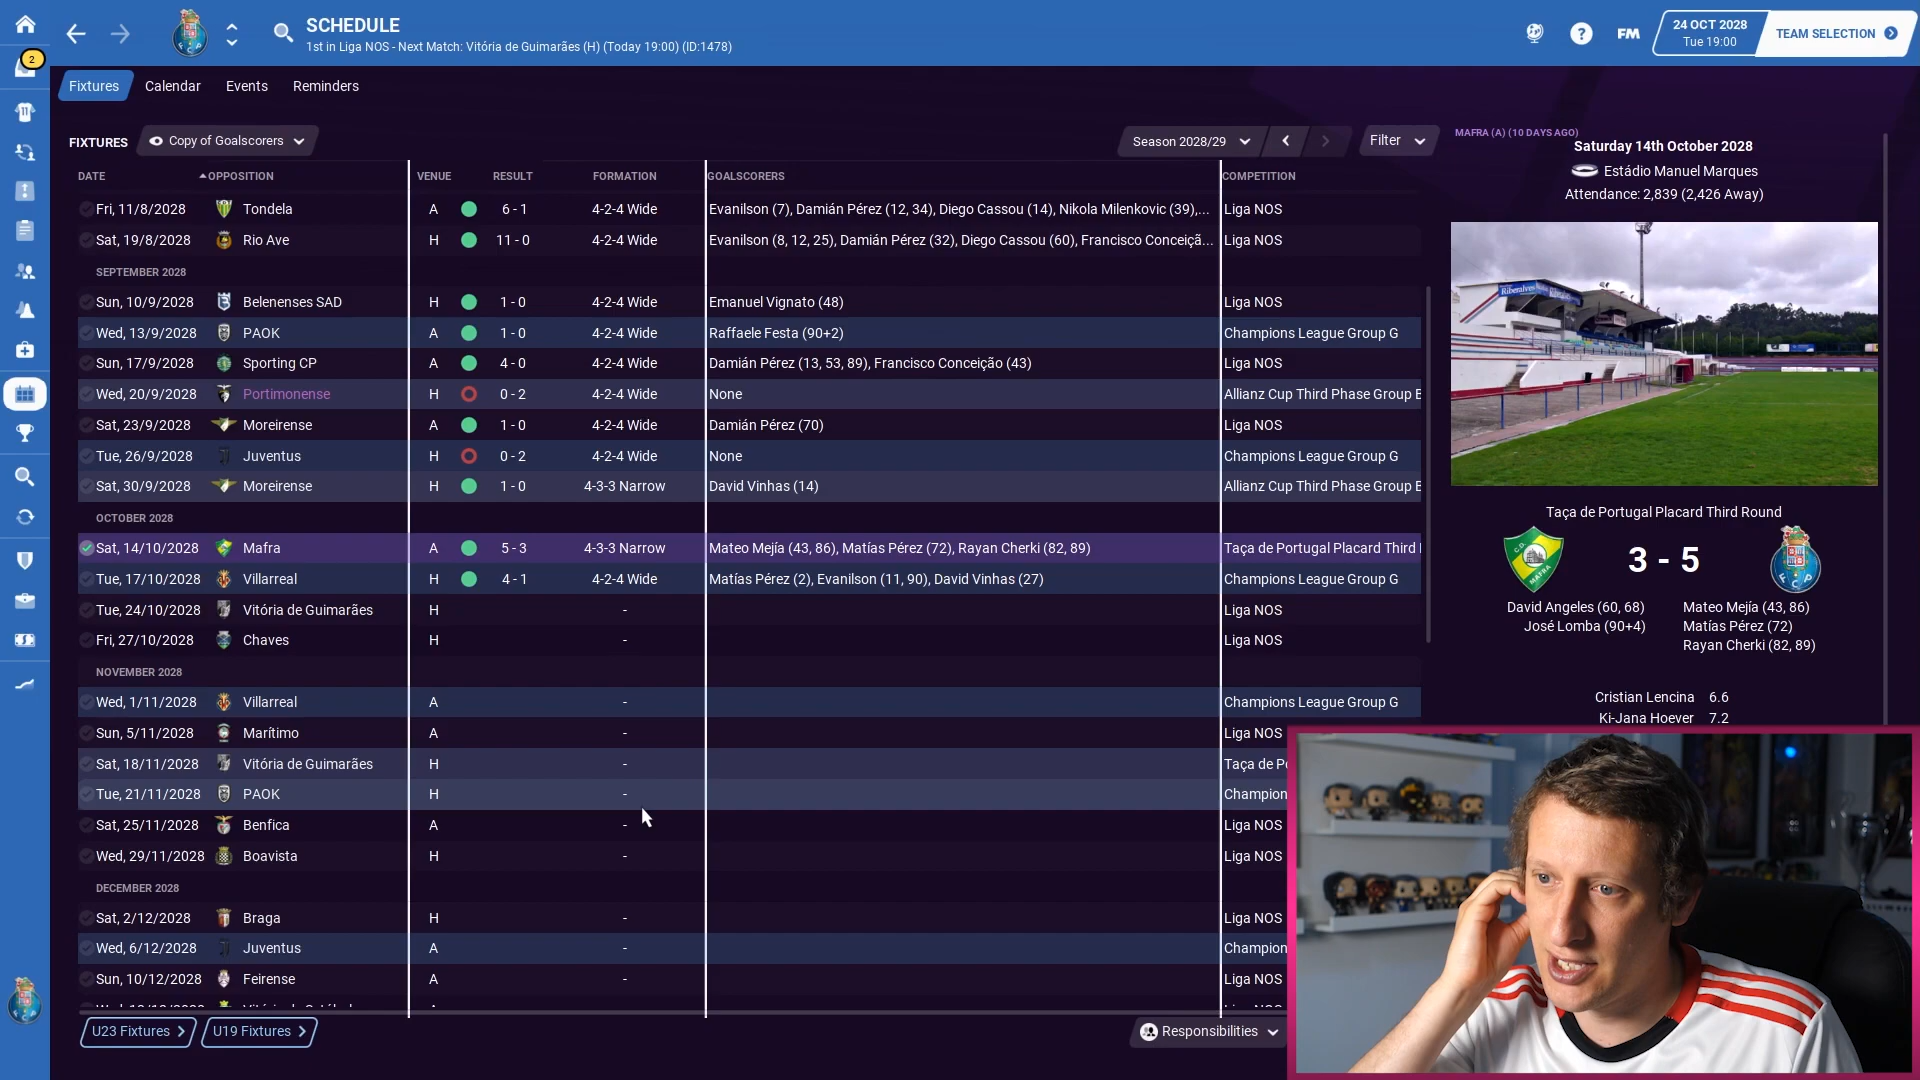 SCHEDULE
1st in Liga NOS - Next Match: Vitória de Guimarães (H) (Today 19:00) (ID:1478)
FM
24 OCT 2028
Tue 19:00
TEAM SELECTION
2
Fixtures Calendar Events Reminders
FIXTURES Copy of Goalscorers Season 2028/29 Filter
DATE OPPOSITION VENUE RESULT FORMATION GOALSCORERS COMPETITION
Fri, 11/8/2028 Tondela A 6 - 1 4-2-4 Wide Evanilson (7), Damián Pérez (12, 34), Diego Cassou (14), Nikola Milenkovic (39),... Liga NOS
Sat, 19/8/2028 Rio Ave H 11 - 0 4-2-4 Wide Evanilson (8, 12, 25), Damián Pérez (32), Diego Cassou (60), Francisco Conceiçã... Liga NOS
SEPTEMBER 2028
Sun, 10/9/2028 Belenenses SAD H 1 - 0 4-2-4 Wide Emanuel Vignato (48) Liga NOS
Wed, 13/9/2028 PAOK A 1 - 0 4-2-4 Wide Raffaele Festa (90+2) Champions League Group G
Sun, 17/9/2028 Sporting CP A 4 - 0 4-2-4 Wide Damián Pérez (13, 53, 89), Francisco Conceição (43) Liga NOS
Wed, 20/9/2028 Portimonense H 0 - 2 4-2-4 Wide None Allianz Cup Third Phase Group B
Sat, 23/9/2028 Moreirense A 1 - 0 4-2-4 Wide Damián Pérez (70) Liga NOS
Tue, 26/9/2028 Juventus H 0 - 2 4-2-4 Wide None Champions League Group G
Sat, 30/9/2028 Moreirense H 1 - 0 4-3-3 Narrow David Vinhas (14) Allianz Cup Third Phase Group B
OCTOBER 2028
Sat, 14/10/2028 Mafra A 5 - 3 4-3-3 Narrow Mateo Mejía (43, 86), Matías Pérez (72), Rayan Cherki (82, 89) Taça de Portugal Placard Third
Tue, 17/10/2028 Villarreal H 4 - 1 4-2-4 Wide Matías Pérez (2), Evanilson (11, 90), David Vinhas (27) Champions League Group G
Tue, 24/10/2028 Vitória de Guimarães H - Liga NOS
Fri, 27/10/2028 Chaves H - Liga NOS
NOVEMBER 2028
Wed, 1/11/2028 Villarreal A - Champions League Group G
Sun, 5/11/2028 Marítimo A - Liga NOS
Sat, 18/11/2028 Vitória de Guimarães H - Taça de
Tue, 21/11/2028 PAOK H - Champion
Sat, 25/11/2028 Benfica A - Liga NOS
Wed, 29/11/2028 Boavista H - Liga NOS
DECEMBER 2028
Sat, 2/12/2028 Braga H - Liga NOS
Wed, 6/12/2028 Juventus A - Champion
Sun, 10/12/2028 Feirense A - Liga NOS
U23 Fixtures U19 Fixtures Responsibilities
MAFRA (A) (10 DAYS AGO)
Saturday 14th October 2028
Estádio Manuel Marques
Attendance: 2,839 (2,426 Away)
Riberalves
Taça de Portugal Placard Third Round
3 - 5
David Angeles (60, 68) Mateo Mejía (43, 86)
José Lomba (90+4) Matías Pérez (72)
Rayan Cherki (82, 89)
Cristian Lencina 6.6
Ki-Jana Hoever 7.2